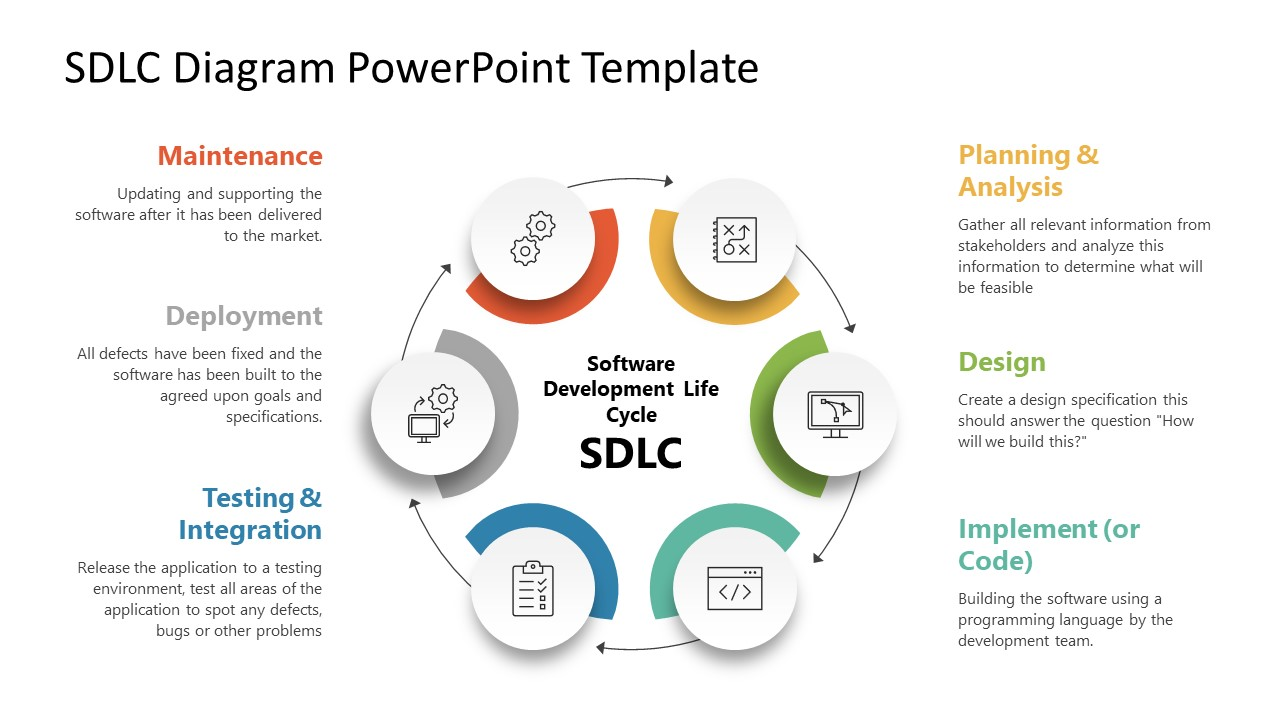 SDLC Diagram PowerPoint Template
Maintenance
Updating and supporting the
software after it has been delivered
to the market.
Deployment
All defects have been fixed and the
software has been built to the
agreed upon goals and
specifications.
Testing &
Integration
Release the application to a testing
environment, test all areas of the
application to spot any defects,
bugs or other problems
Software
Development Life
Cycle
SDLC
Planning &
Analysis
Gather all relevant information from
stakeholders and analyze this
information to determine what will
be feasible
Design
Create a design specification this
should answer the question "How
will we build this?"
Implement (or
Code)
Building the software using a
programming language by the
development team.